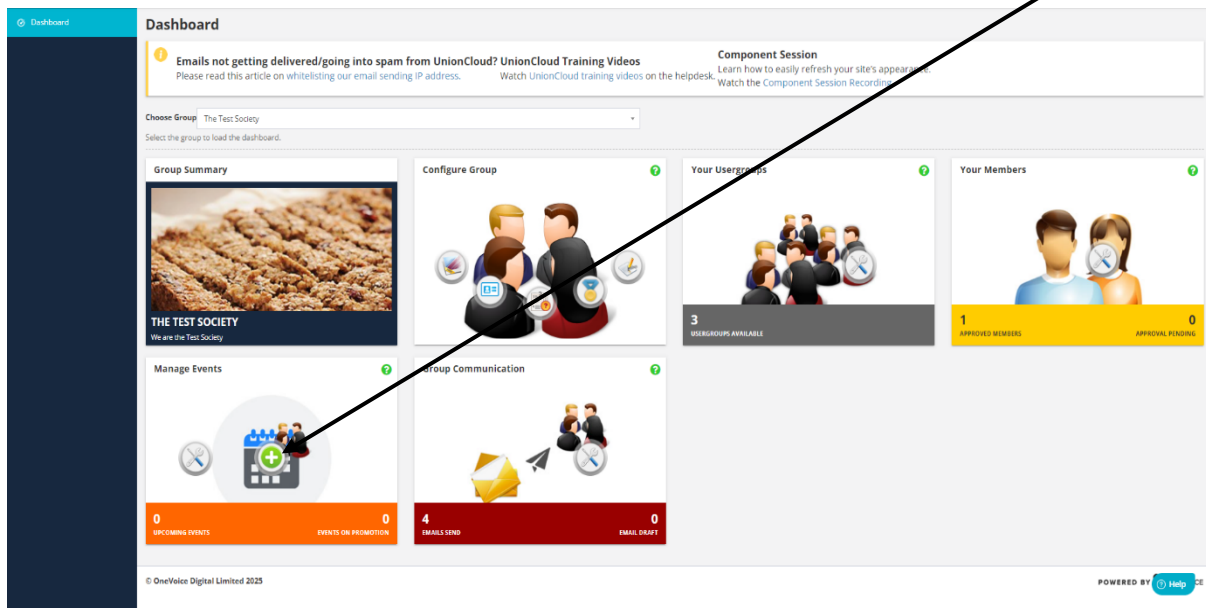 Dashboard
Dashboard
Emails not getting delivered/going into spam from UnionCloud?
Please read this article on whitelisting our email sending IP address.
UnionCloud Training Videos
Watch UnionCloud training videos on the helpdesk.
Component Session
Learn how to easily refresh your site's appearance.
Watch the Component Session Recording
Choose Group
The Test Society
Select the group to load the dashboard.
Group Summary
THE TEST SOCIETY
We are the Test Society
Configure Group
Your Usergroups
3
USERGROUPS AVAILABLE
Your Members
1 0
APPROVED MEMBERS APPROVAL PENDING
Manage Events
0 0
UPCOMING EVENTS EVENTS ON PROMOTION
Group Communication
4 0
EMAILS SEND EMAIL DRAFT
© OneVoice Digital Limited 2025
POWERED BY
Help
CE